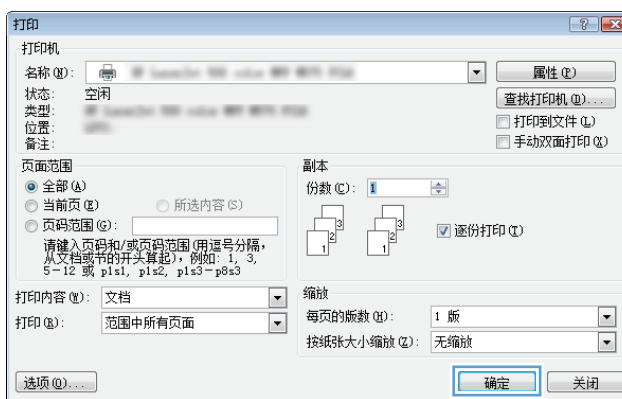 打印
打印机
名称(N):
属性(P)
状态: 空闲
查找打印机(D)...
类型:
位置:
打印到文件(L)
备注:
手动双面打印(X)
页面范围
全部(A)
当前页(E) 所选内容(S)
页码范围(G):
请键入页码和/或页码范围(用逗号分隔，
从文档或节的开头算起)，例如: 1, 3,
5-12 或 p1s1, p1s2, p1s3-p8s3
副本
份数(C): 1
1 2 3 1 2 3
逐份打印(T)
打印内容(W): 文档
打印(R): 范围中所有页面
缩放
每页的版数(H): 1 版
按纸张大小缩放(Z): 无缩放
选项(O)...
确定
关闭